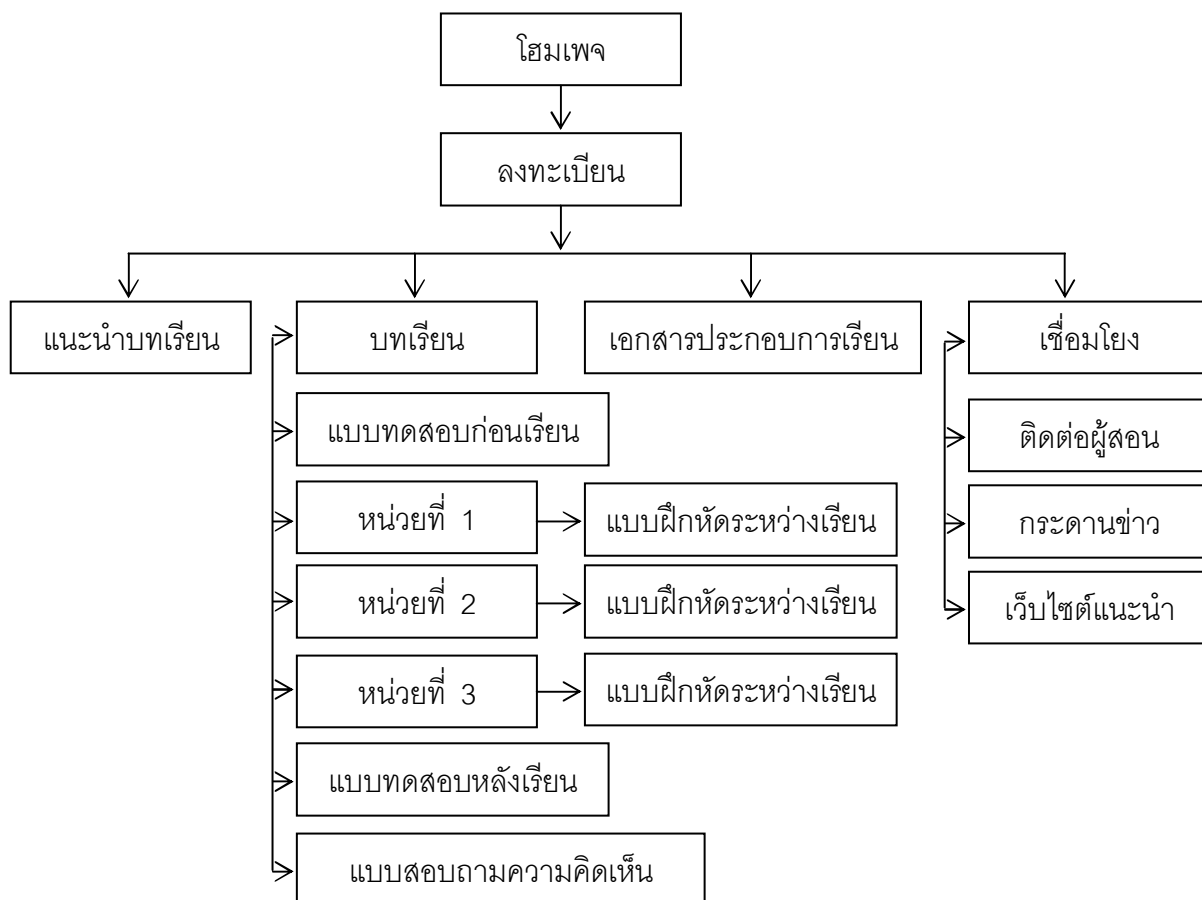 โฮมเพจ
ลงทะเบียน
แนะนำบทเรียน
บทเรียน
เอกสารประกอบการเรียน
เชื่อมโยง
แบบทดสอบก่อนเรียน
ติดต่อผู้สอน
หน่วยที่ 1
แบบฝึกหัดระหว่างเรียน
กระดานข่าว
หน่วยที่ 2
แบบฝึกหัดระหว่างเรียน
เว็บไซต์แนะนำ
หน่วยที่ 3
แบบฝึกหัดระหว่างเรียน
แบบทดสอบหลังเรียน
แบบสอบถามความคิดเห็น